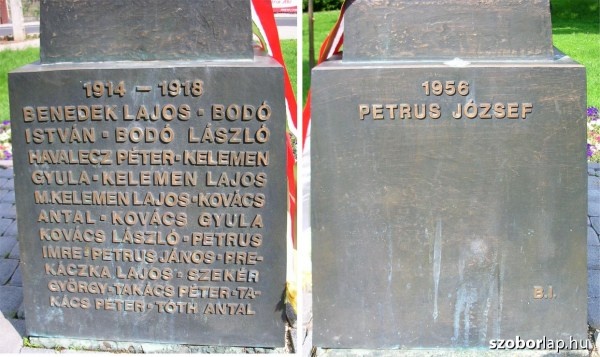 1914 – 1918
BENEDEK LAJOS · BODÓ
ISTVÁN · BODÓ LÁSZLÓ
HAVALECZ PÉTER · KELEMEN
GYULA · KELEMEN LAJOS
M. KELEMEN LAJOS · KOVÁCS
ANTAL · KOVÁCS GYULA
KOVÁCS LÁSZLÓ · PETRUS
IMRE · PETRUS JÁNOS · PRE-
KÁCZKA LAJOS · SZEKÉR
GYÖRGY · TAKÁCS PÉTER · TA-
KÁCS PÉTER · TÓTH ANTAL
1956
PETRUS JÓZSEF
B.I.
szoborlap.hu